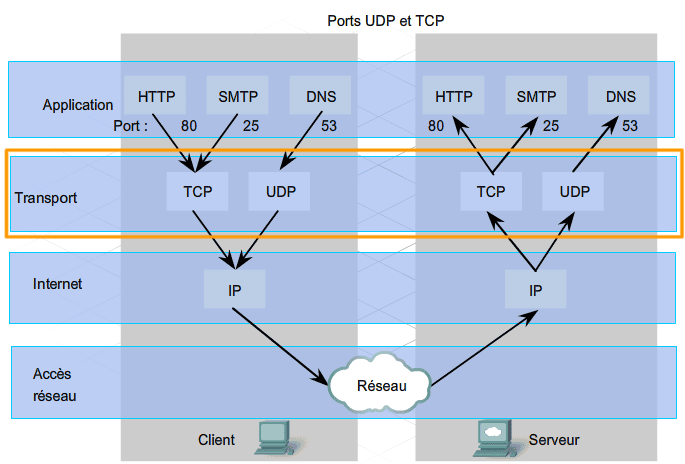 Ports UDP et TCP
HTTP SMTP DNS HTTP SMTP DNS
Application
Port : 80 25 53 80 25 53
Transport TCP UDP TCP UDP
Internet IP IP
Accès
réseau
Réseau
Client Serveur